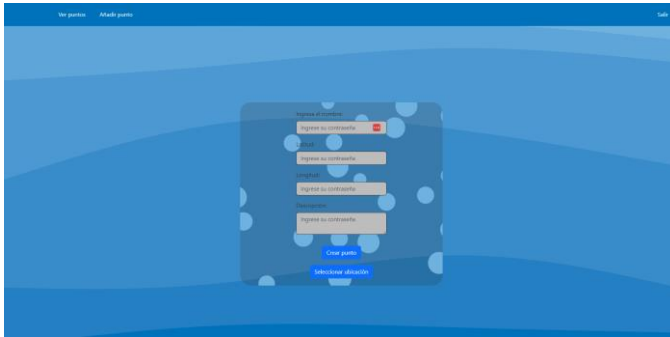 Ver puntos Añadir punto Salir
Ingrese el nombre:
Ingrese su contraseña
Latitud:
Ingrese su contraseña
Longitud:
Ingrese su contraseña
Descripción:
Ingrese su contraseña
Crear punto
Seleccionar ubicación